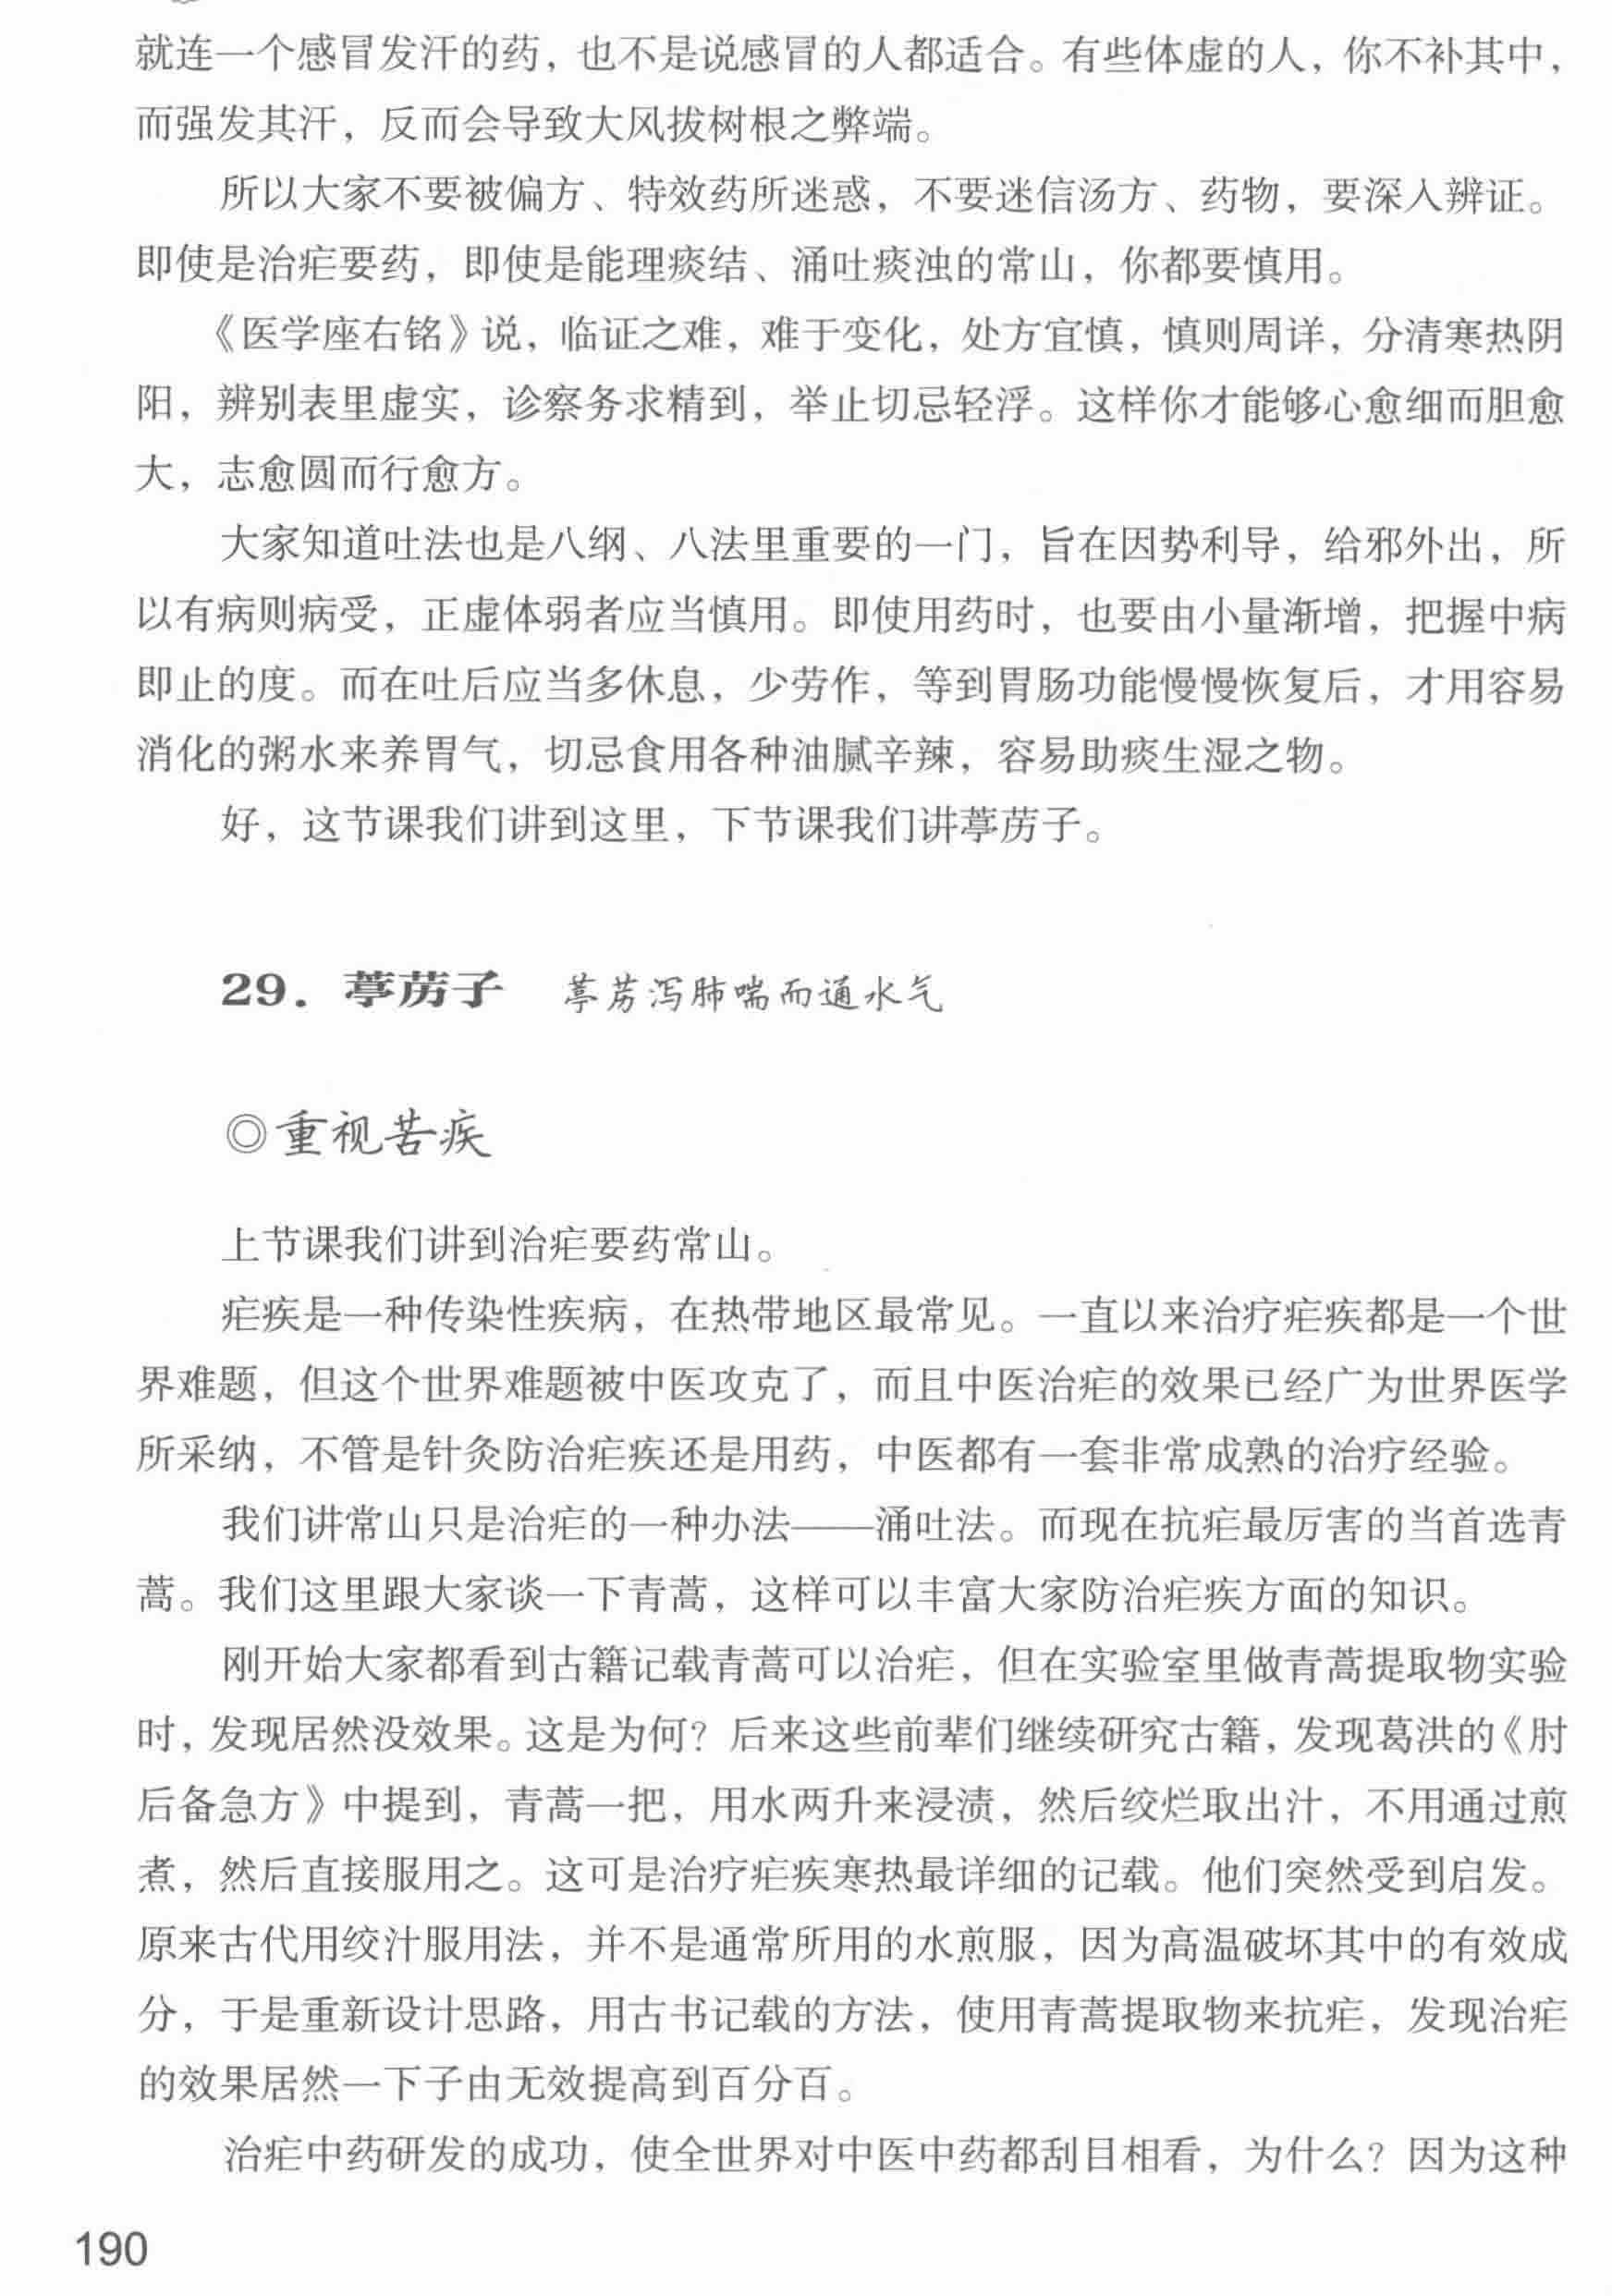 就连一个感冒发汗的药，也不是说感冒的人都适合。有些体虚的人，你不补其中，
而强发其汗，反而会导致大风拔树根之弊端。
所以大家不要被偏方、特效药所迷惑，不要迷信汤方、药物，要深入辨证。
即使是治疟要药，即使是能理痰结、涌吐痰浊的常山，你都要慎用。
《医学座右铭》说，临证之难，难于变化，处方宜慎，慎则周详，分清寒热阴
阳，辨别表里虚实，诊察务求精到，举止切忌轻浮。这样你才能够心愈细而胆愈
大，志愈圆而行愈方。
大家知道吐法也是八纲、八法里重要的一门，旨在因势利导，给邪外出，所
以有病则病受，正虚体弱者应当慎用。即使用药时，也要由小量渐增，把握中病
即止的度。而在吐后应当多休息，少劳作，等到胃肠功能慢慢恢复后，才用容易
消化的粥水来养胃气，切忌食用各种油腻辛辣，容易助痰生湿之物。
好，这节课我们讲到这里，下节课我们讲葶苈子。
29. 葶苈子 葶苈泻肺喘而通水气
◎重视苦疾
上节课我们讲到治疟要药常山。
疟疾是一种传染性疾病，在热带地区最常见。一直以来治疗疟疾都是一个世
界难题，但这个世界难题被中医攻克了，而且中医治疟的效果已经广为世界医学
所采纳，不管是针灸防治疟疾还是用药，中医都有一套非常成熟的治疗经验。
我们讲常山只是治疟的一种办法——涌吐法。而现在抗疟最厉害的当首选青
蒿。我们这里跟大家谈一下青蒿，这样可以丰富大家防治疟疾方面的知识。
刚开始大家都看到古籍记载青蒿可以治疟，但在实验室里做青蒿提取物实验
时，发现居然没效果。这是为何？后来这些前辈们继续研究古籍，发现葛洪的《肘
后备急方》中提到，青蒿一把，用水两升来浸渍，然后绞烂取出汁，不用通过煎
煮，然后直接服用之。这可是治疗疟疾寒热最详细的记载。他们突然受到启发。
原来古代用绞汁服用法，并不是通常所用的水煎服，因为高温破坏其中的有效成
分，于是重新设计思路，用古书记载的方法，使用青蒿提取物来抗疟，发现治疟
的效果居然一下子由无效提高到百分百。
治疟中药研发的成功，使全世界对中医中药都刮目相看，为什么？因为这种
190